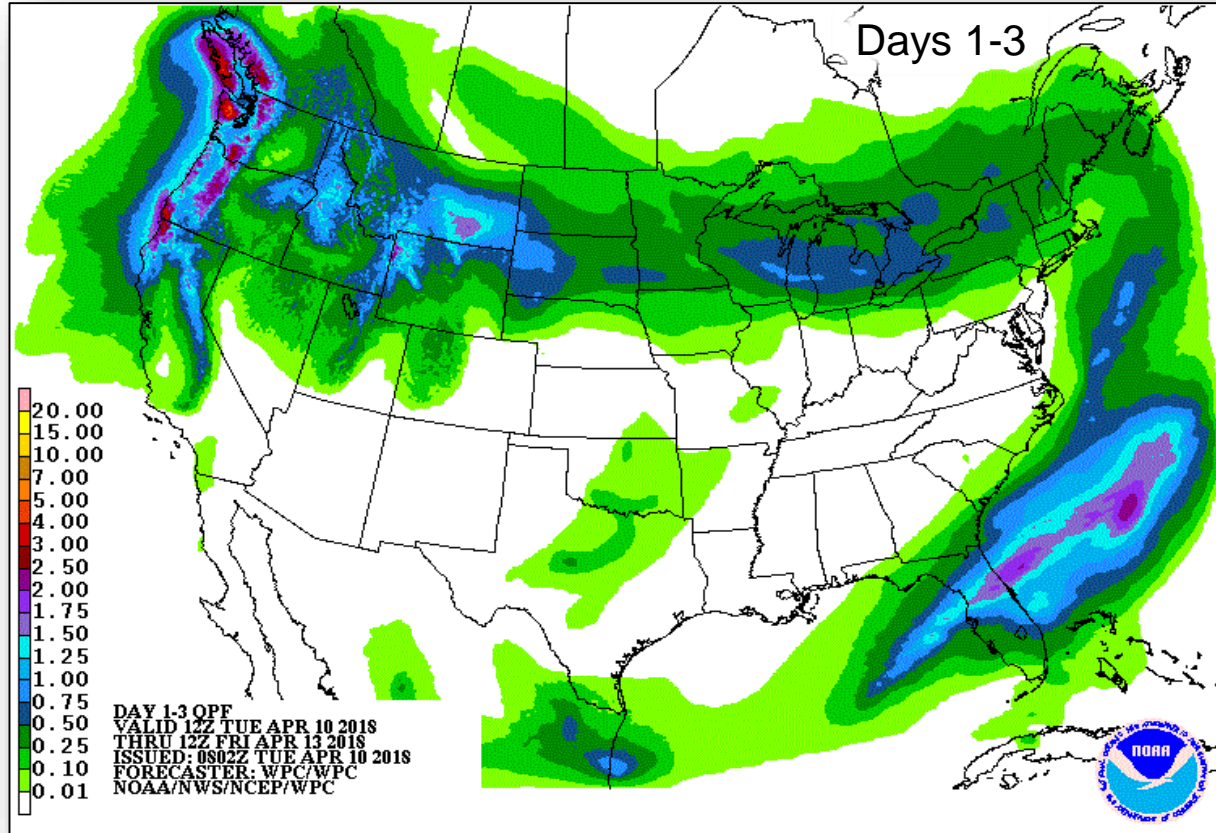 Days 1-3
20.00
15.00
10.00
7.00
5.00
4.00
3.00
2.50
2.00
1.75
1.50
1.25
1.00
0.75
0.50
0.25
0.10
0.01
DAY 1-3 QPF
VALID 12Z TUE APR 10 2018
THRU 12Z FRI APR 13 2018
ISSUED: 0802Z TUE APR 10 2018
FORECASTER: WPC/WPC
NOAA/NWS/NCEP/WPC
NOAA